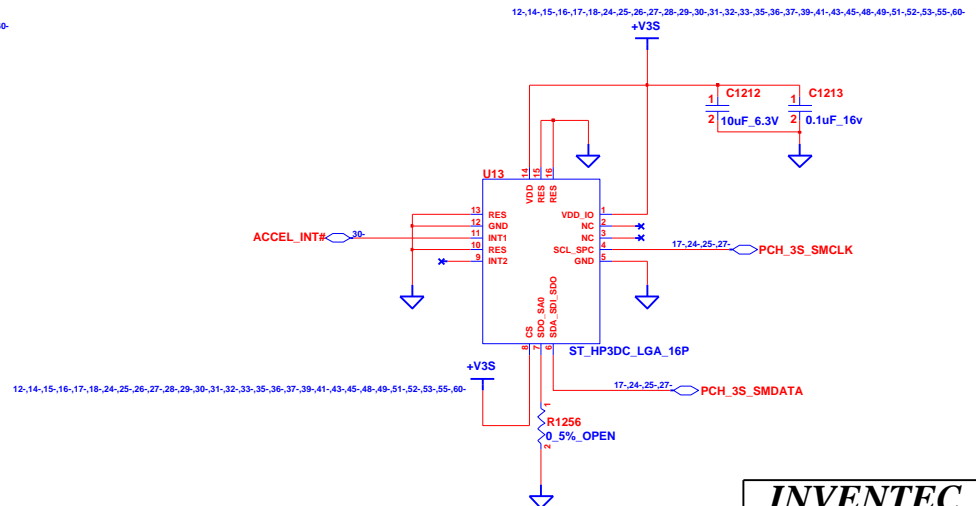 12-,14-,15-,16-,17-,18-,24-,25-,26-,27-,28-,29-,30-,31-,32-,33-,35-,36-,37-,39-,41-,43-,45-,48-,49-,51-,52-,53-,55-,60-
0-
+V3S
C1212
C1213
1
1
2
10uF_6.3V
2
0.1uF_16v
14
15
16
U13
VDD
RES
RES
13
RES
VDD_IO
1
12
GND
NC
2
ACCEL_INT#
30-
11
INT1
NC
3
10
RES
SCL_SPC
4
17-,24-,25-,27-
PCH_3S_SMCLK
9
INT2
GND
5
CS
SDO_SA0
SDA_SDI_SDO
8
7
6
ST_HP3DC_LGA_16P
+V3S
12-,14-,15-,16-,17-,18-,24-,25-,26-,27-,28-,29-,30-,31-,32-,33-,35-,36-,37-,39-,41-,43-,45-,48-,49-,51-,52-,53-,55-,60-
17-,24-,25-,27-
PCH_3S_SMDATA
1
R1256
0_5%_OPEN
2
INVENTEC